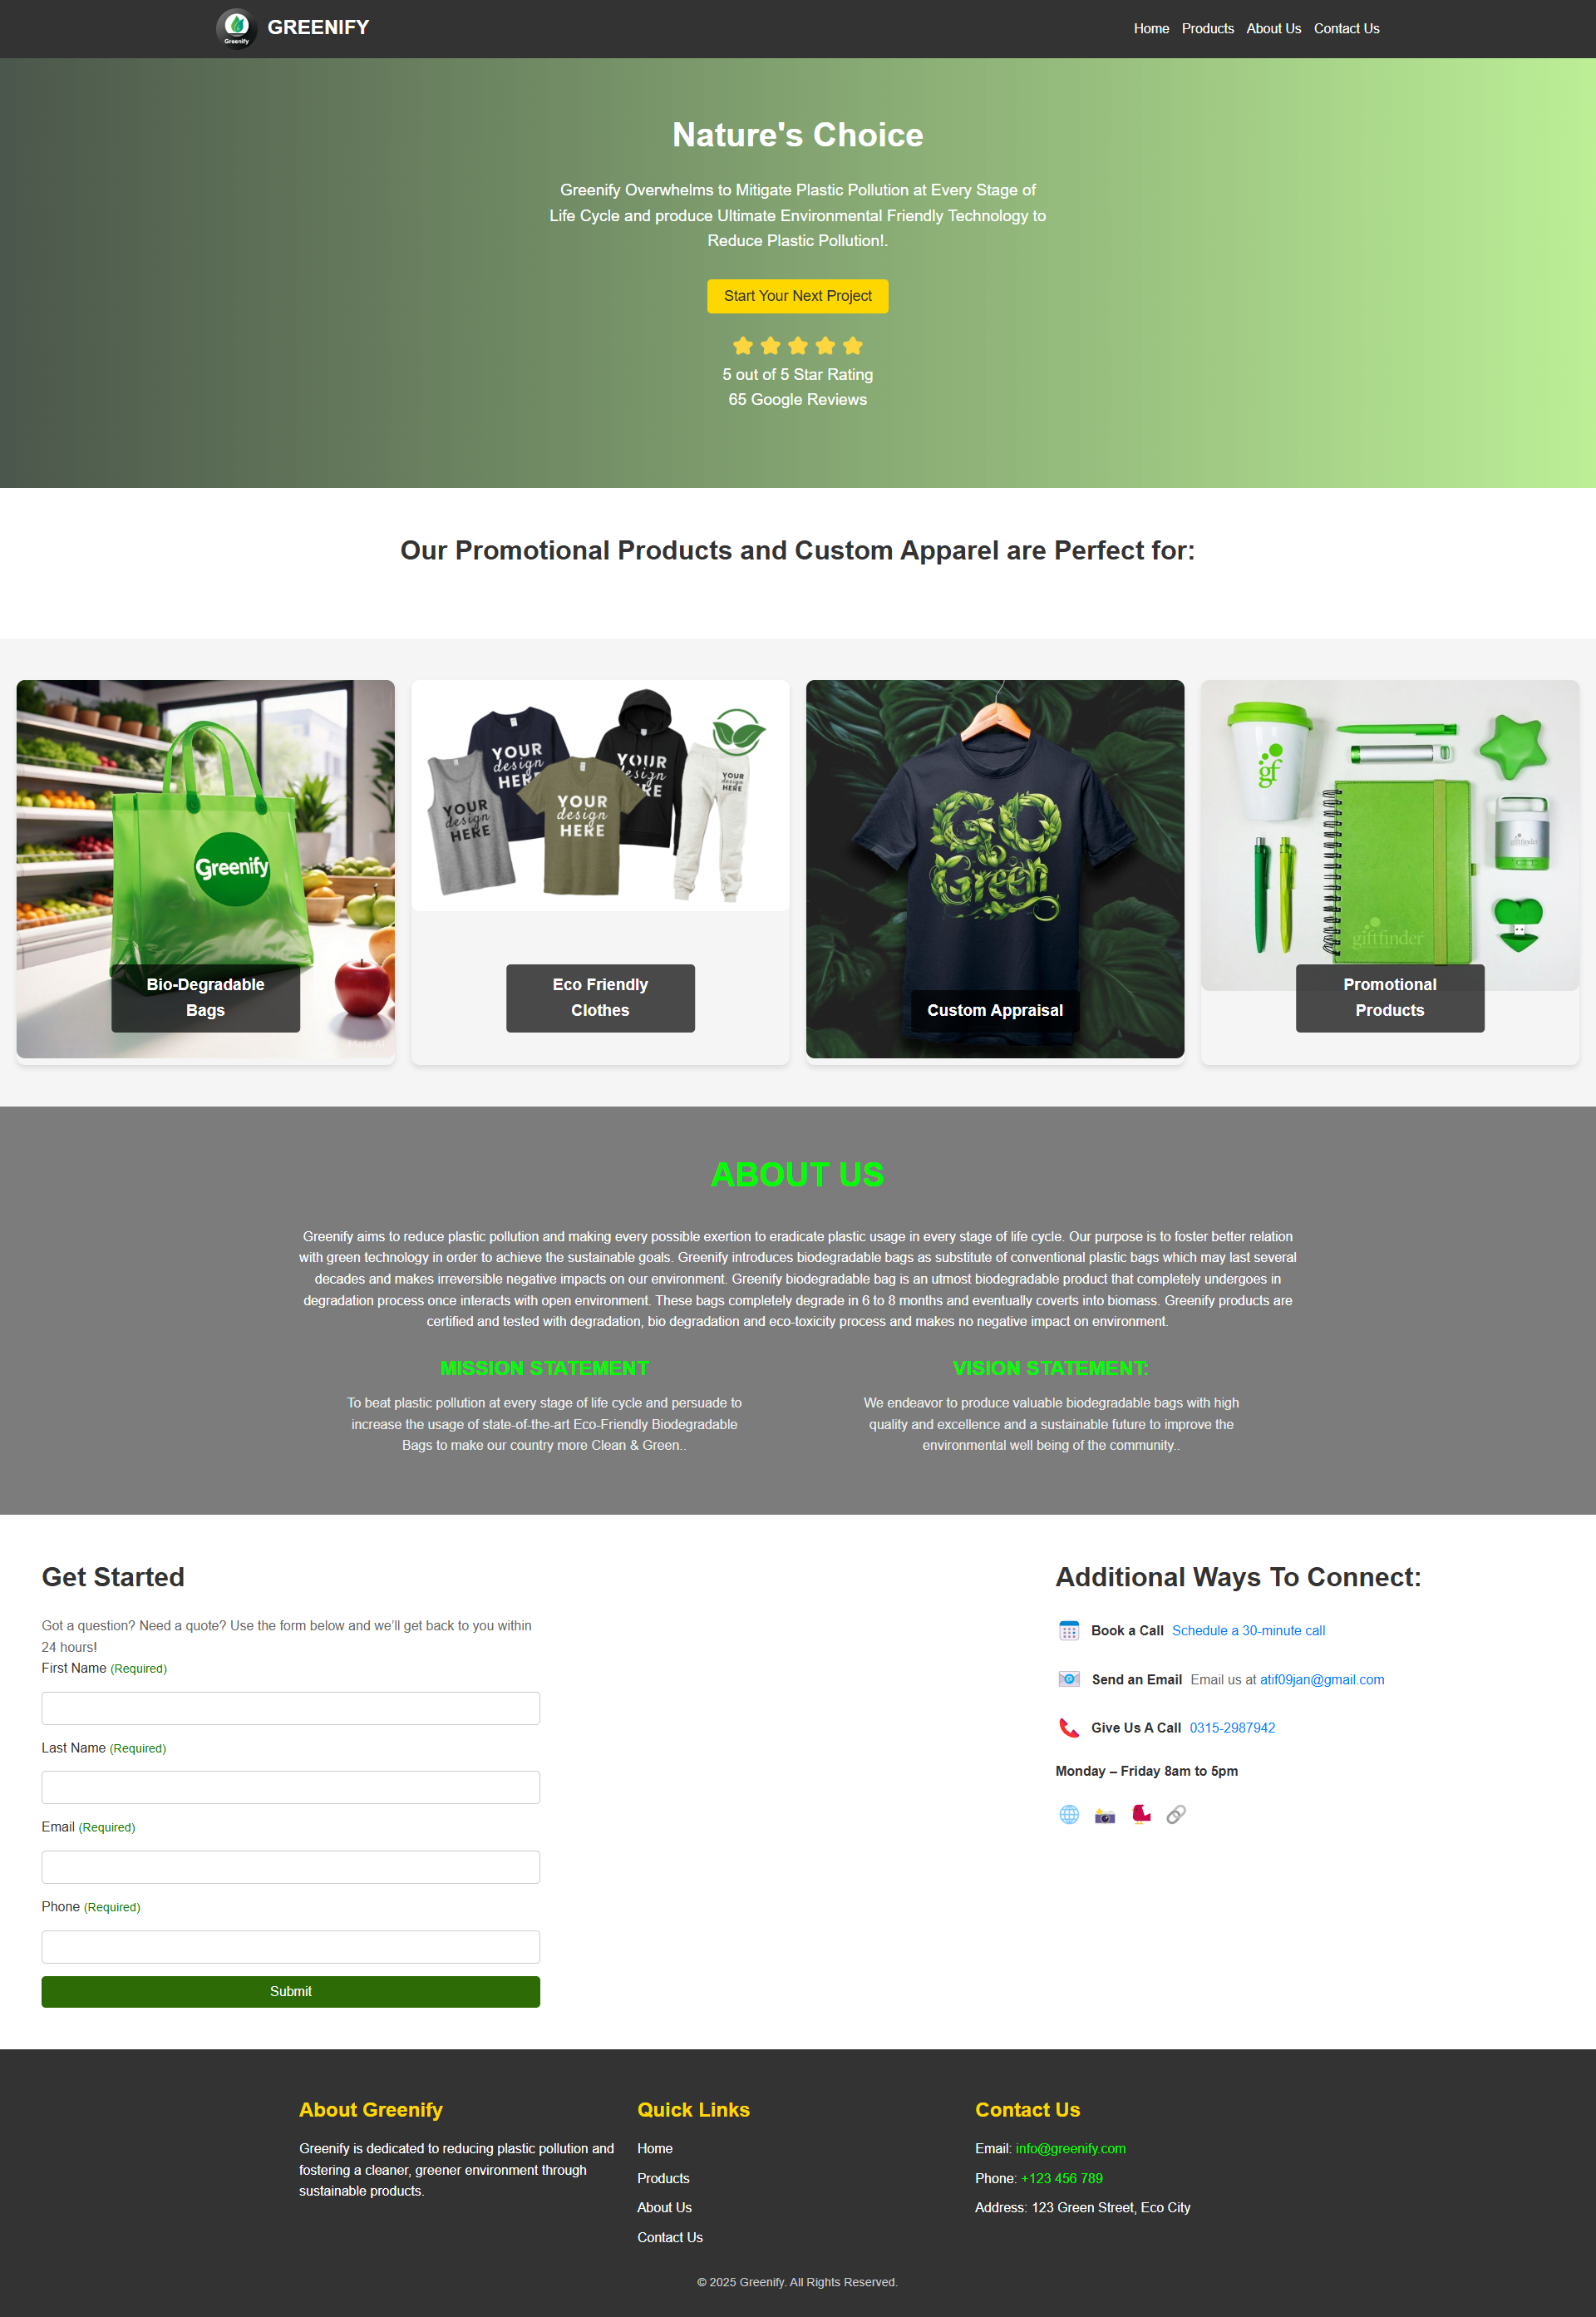 Greenify
GREENIFY
Home
Products
About Us
Contact Us
Nature's Choice
Greenify Overwhelms to Mitigate Plastic Pollution at Every Stage of
Life Cycle and produce Ultimate Environmental Friendly Technology to
Reduce Plastic Pollution!.
Start Your Next Project
5 out of 5 Star Rating
65 Google Reviews
Our Promotional Products and Custom Apparel are Perfect for:
Greenify
Bio-Degradable
Bags
YOUR
design
HERE
YOUR
design
HERE
YOUR
design
HERE
YOUR
design
HERE
YOUR
design
HERE
Eco Friendly
Clothes
GO
Green
Custom Appraisal
gf
giftfinder
giftfinder
Promotional
Products
ABOUT US
Greenify aims to reduce plastic pollution and making every possible exertion to eradicate plastic usage in every stage of life cycle. Our purpose is to foster better relation
with green technology in order to achieve the sustainable goals. Greenify introduces biodegradable bags as substitute of conventional plastic bags which may last several
decades and makes irreversible negative impacts on our environment. Greenify biodegradable bag is an utmost biodegradable product that completely undergoes in
degradation process once interacts with open environment. These bags completely degrade in 6 to 8 months and eventually coverts into biomass. Greenify products are
certified and tested with degradation, bio degradation and eco-toxicity process and makes no negative impact on environment.
MISSION STATEMENT
To beat plastic pollution at every stage of life cycle and persuade to
increase the usage of state-of-the-art Eco-Friendly Biodegradable
Bags to make our country more Clean & Green..
VISION STATEMENT:
We endeavor to produce valuable biodegradable bags with high
quality and excellence and a sustainable future to improve the
environmental well being of the community..
Get Started
Got a question? Need a quote? Use the form below and we’ll get back to you within
24 hours!
First Name (Required)
Last Name (Required)
Email (Required)
Phone (Required)
Submit
Additional Ways To Connect:
Book a Call Schedule a 30-minute call
Send an Email Email us at atif09jan@gmail.com
Give Us A Call 0315-2987942
Monday – Friday 8am to 5pm
About Greenify
Greenify is dedicated to reducing plastic pollution and
fostering a cleaner, greener environment through
sustainable products.
Quick Links
Home
Products
About Us
Contact Us
Contact Us
Email: info@greenify.com
Phone: +123 456 789
Address: 123 Green Street, Eco City
© 2025 Greenify. All Rights Reserved.